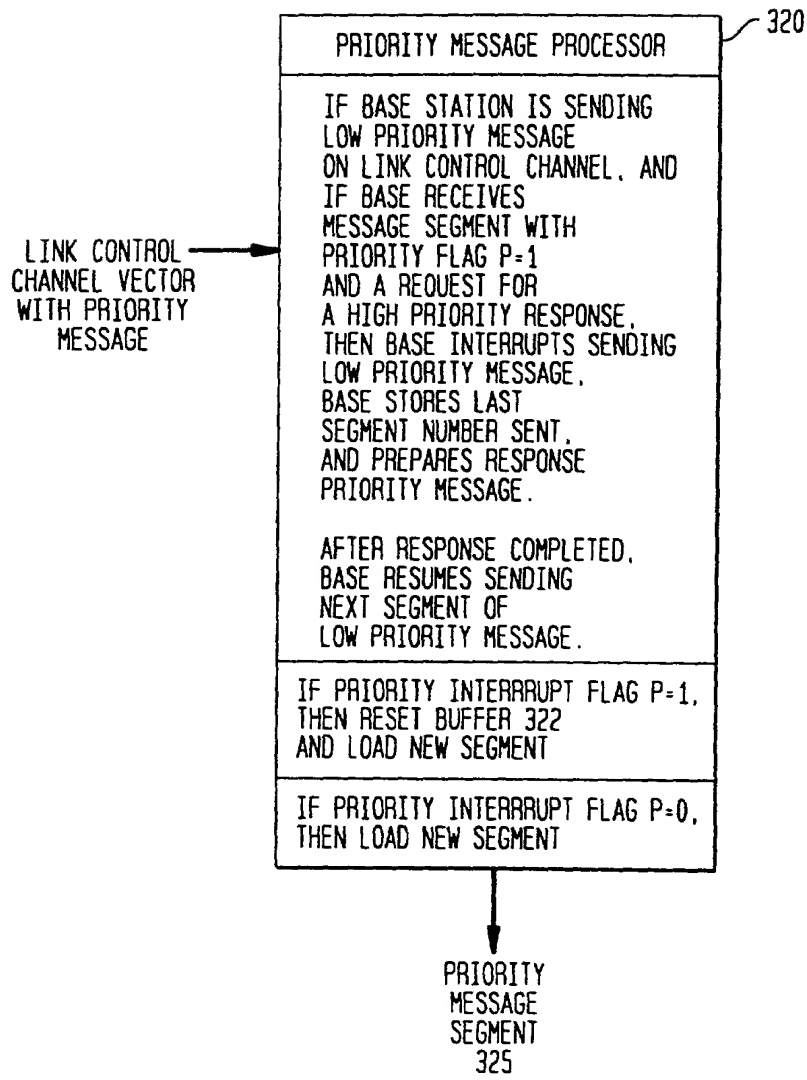 320
PRIORITY MESSAGE PROCESSOR
IF BASE STATION IS SENDING
LOW PRIORITY MESSAGE
ON LINK CONTROL CHANNEL, AND
IF BASE RECEIVES
MESSAGE SEGMENT WITH
PRIORITY FLAG P=1
AND A REQUEST FOR
A HIGH PRIORITY RESPONSE,
THEN BASE INTERRUPTS SENDING
LOW PRIORITY MESSAGE,
BASE STORES LAST
SEGMENT NUMBER SENT,
AND PREPARES RESPONSE
PRIORITY MESSAGE.
AFTER RESPONSE COMPLETED,
BASE RESUMES SENDING
NEXT SEGMENT OF
LOW PRIORITY MESSAGE.
LINK CONTROL
CHANNEL VECTOR
WITH PRIORITY
MESSAGE
IF PRIORITY INTERRRUPT FLAG P=1,
THEN RESET BUFFER 322
AND LOAD NEW SEGMENT
IF PRIORITY INTERRRUPT FLAG P=0,
THEN LOAD NEW SEGMENT
PRIORITY
MESSAGE
SEGMENT
325